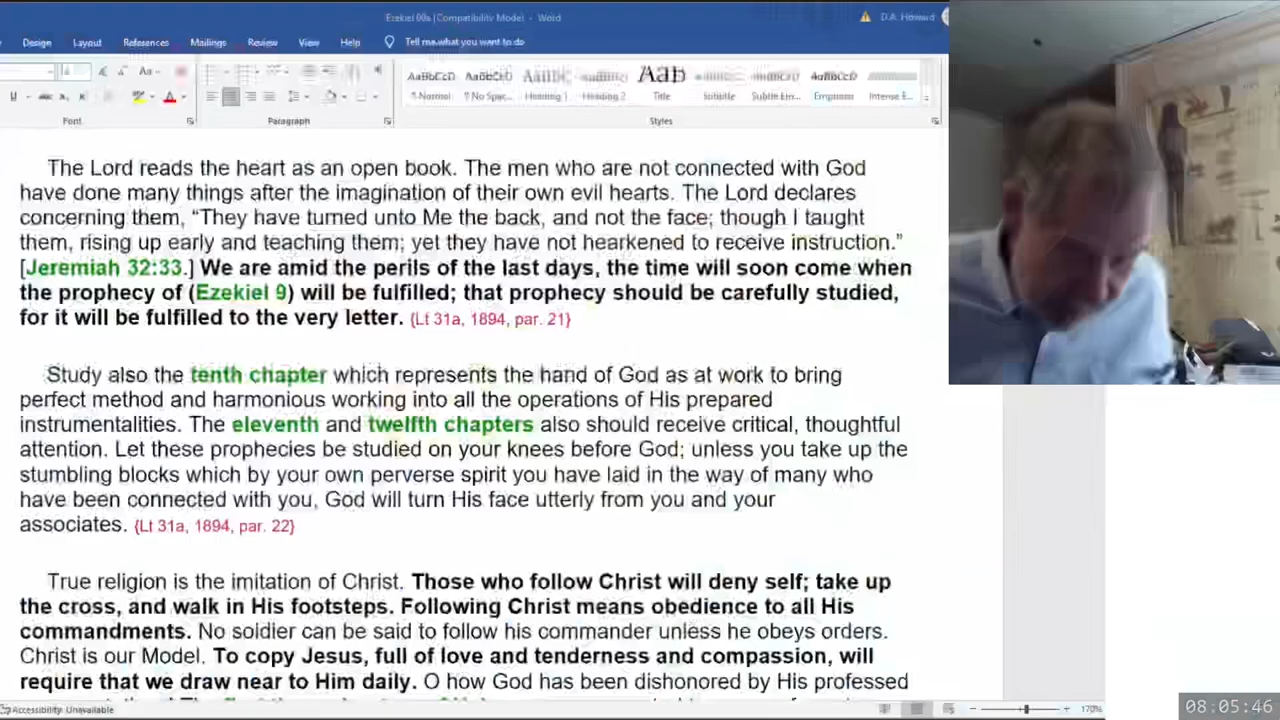 Ezekiel 09a [Compatibility Mode] - Word
D.A. Howard
Design Layout References Mailings Review View Help Tell me what you want to do
AaBbCcD AaBbCcD Aab
¶ Normal ¶ No Spac... Heading 1 Heading 2 Title Subtitle Subtle Em... Emphasis Intense E...
Font Paragraph Styles
The Lord reads the heart as an open book. The men who are not connected with God
have done many things after the imagination of their own evil hearts. The Lord declares
concerning them, “They have turned unto Me the back, and not the face; though I taught
them, rising up early and teaching them; yet they have not hearkened to receive instruction.”
[Jeremiah 32:33.] We are amid the perils of the last days, the time will soon come when
the prophecy of (Ezekiel 9) will be fulfilled; that prophecy should be carefully studied,
for it will be fulfilled to the very letter. {Lt 31a, 1894, par. 21}
Study also the tenth chapter which represents the hand of God as at work to bring
perfect method and harmonious working into all the operations of His prepared
instrumentalities. The eleventh and twelfth chapters also should receive critical, thoughtful
attention. Let these prophecies be studied on your knees before God; unless you take up the
stumbling blocks which by your own perverse spirit you have laid in the way of many who
have been connected with you, God will turn His face utterly from you and your
associates. {Lt 31a, 1894, par. 22}
True religion is the imitation of Christ. Those who follow Christ will deny self; take up
the cross, and walk in His footsteps. Following Christ means obedience to all His
commandments. No soldier can be said to follow his commander unless he obeys orders.
Christ is our Model. To copy Jesus, full of love and tenderness and compassion, will
require that we draw near to Him daily. O how God has been dishonored by His professed
Accessibility: Unavailable
170%
08:05:46